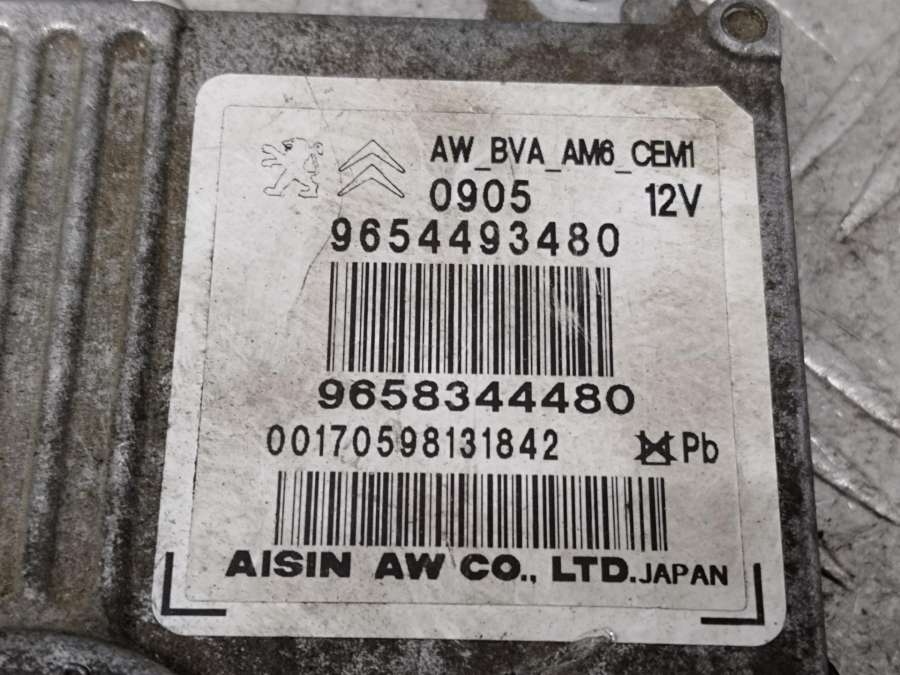 AW_BVA_AM6_CEM1
0905 12V
9654493480
9658344480
00170598131842 Pb
AISIN AW CO., LTD. JAPAN